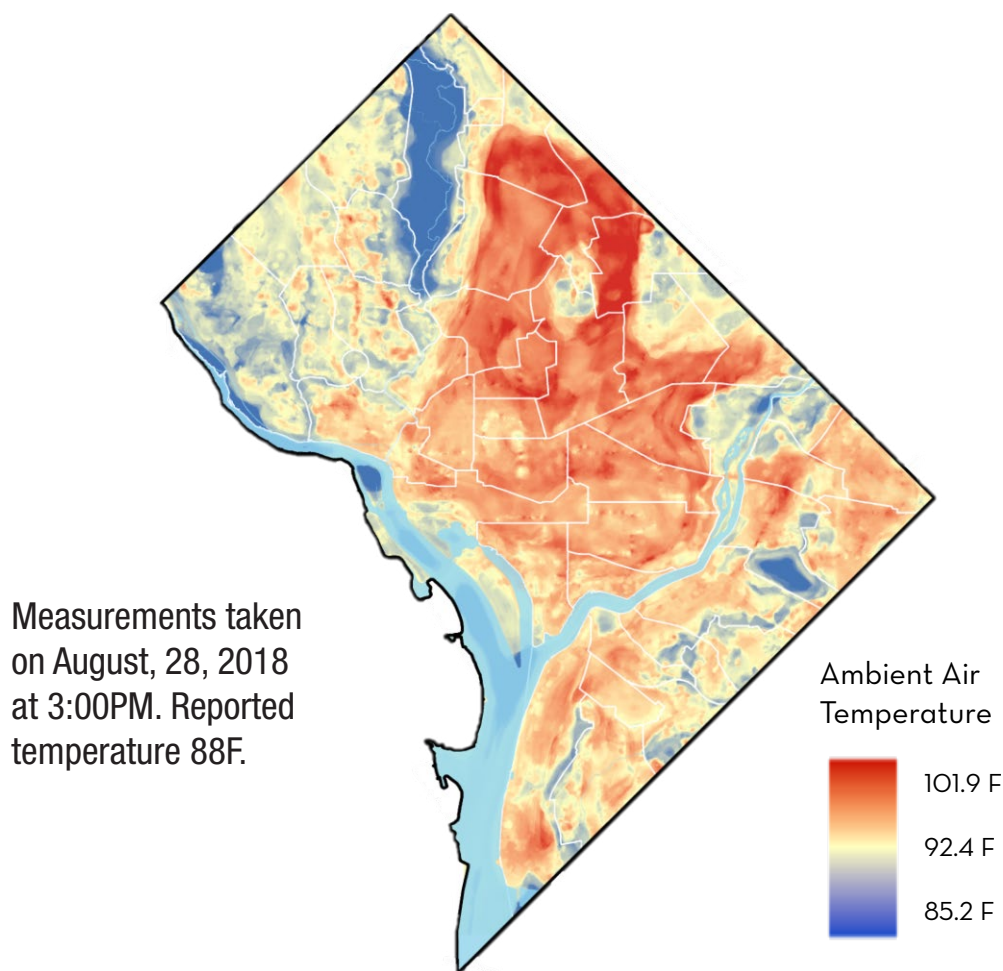 Measurements taken
on August, 28, 2018
at 3:00PM. Reported
temperature 88F.
Ambient Air
Temperature
101.9 F
92.4 F
85.2 F